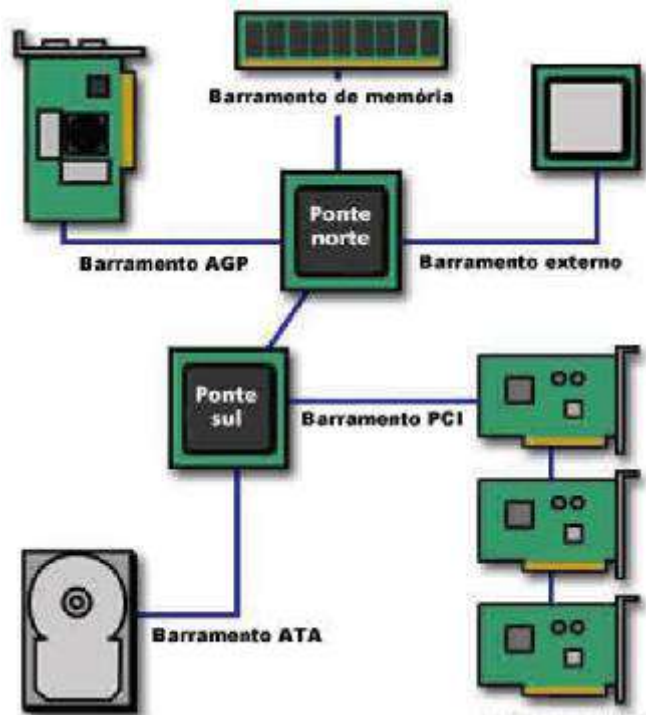 Barramento de memória
Ponte
norte
Barramento AGP
Barramento externo
Ponte
sul
Barramento PCI
Barramento ATA